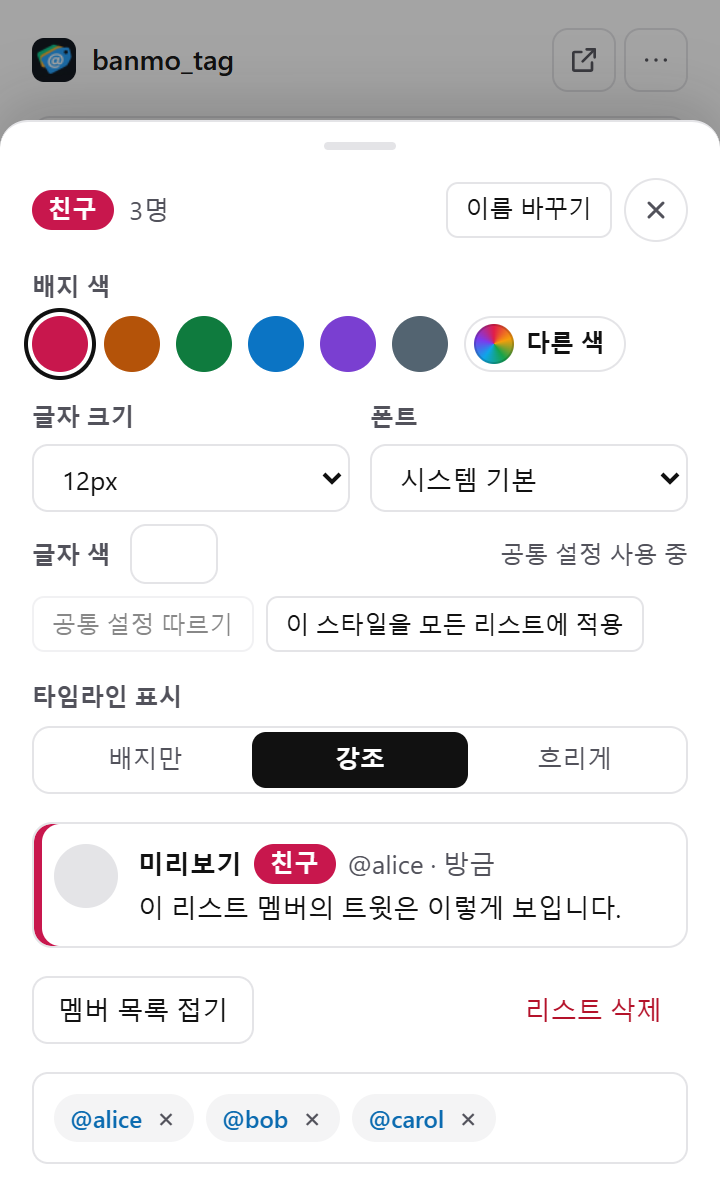 banmo_tag
친구 3명 이름 바꾸기
배지 색
다른 색
글자 크기 폰트
12px 시스템 기본
글자 색 공통 설정 사용 중
공통 설정 따르기 이 스타일을 모든 리스트에 적용
타임라인 표시
배지만 강조 흐리게
미리보기 친구 @alice · 방금
이 리스트 멤버의 트윗은 이렇게 보입니다.
멤버 목록 접기 리스트 삭제
@alice × @bob × @carol ×